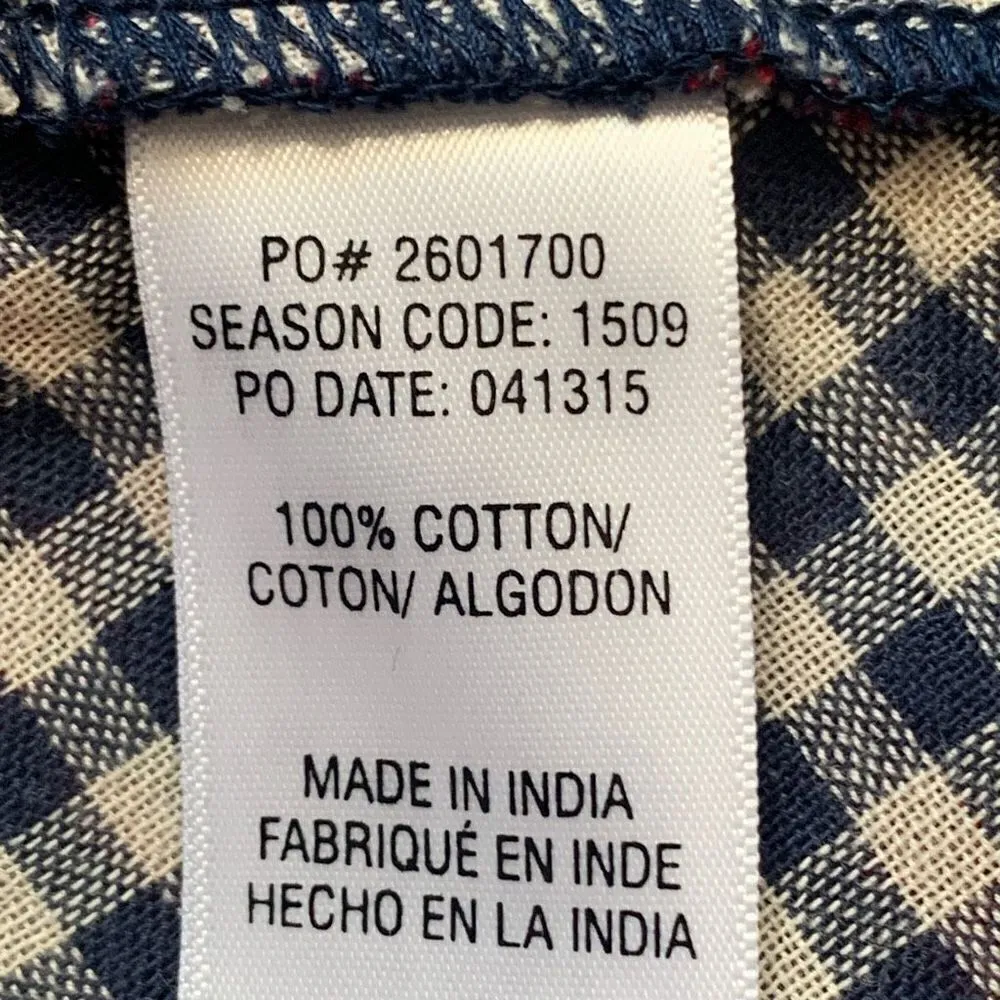 PO# 2601700
SEASON CODE: 1509
PO DATE: 041315
100% COTTON/
COTON/ ALGODON
MADE IN INDIA
FABRIQUÉ EN INDE
HECHO EN LA INDIA